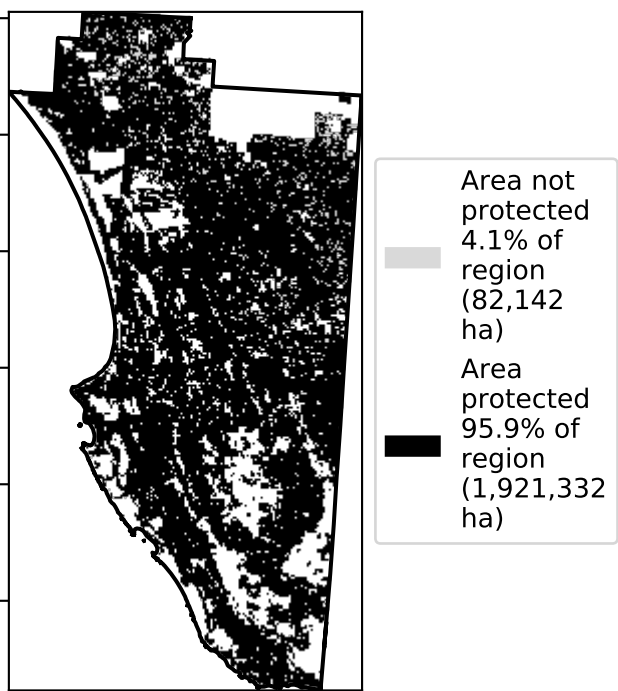 Area not
protected
4.1% of
region
(82,142
ha)
Area
protected
95.9% of
region
(1,921,332
ha)